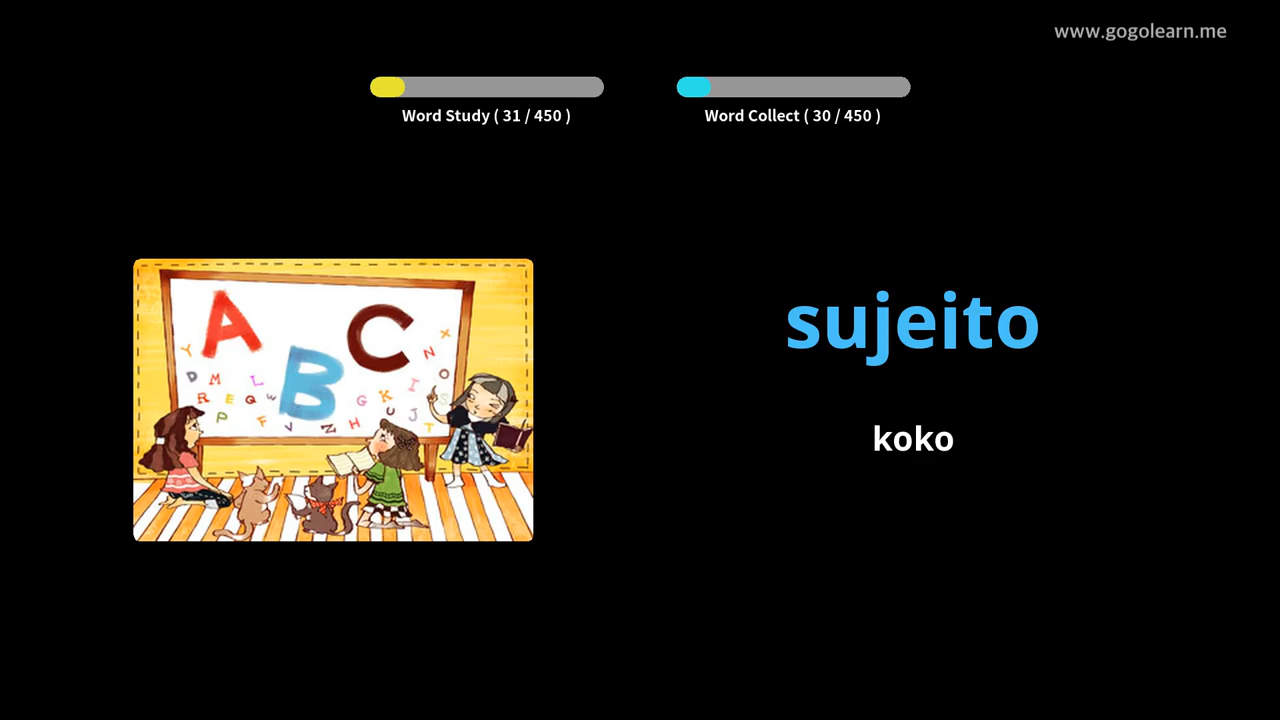 www.gogolearn.me
Word Study ( 31 / 450 )
Word Collect ( 30 / 450 )
A
C
B
X
Y
N
D M L O
R E Q W G K I S
P F V Z H U J T
sujeito
koko